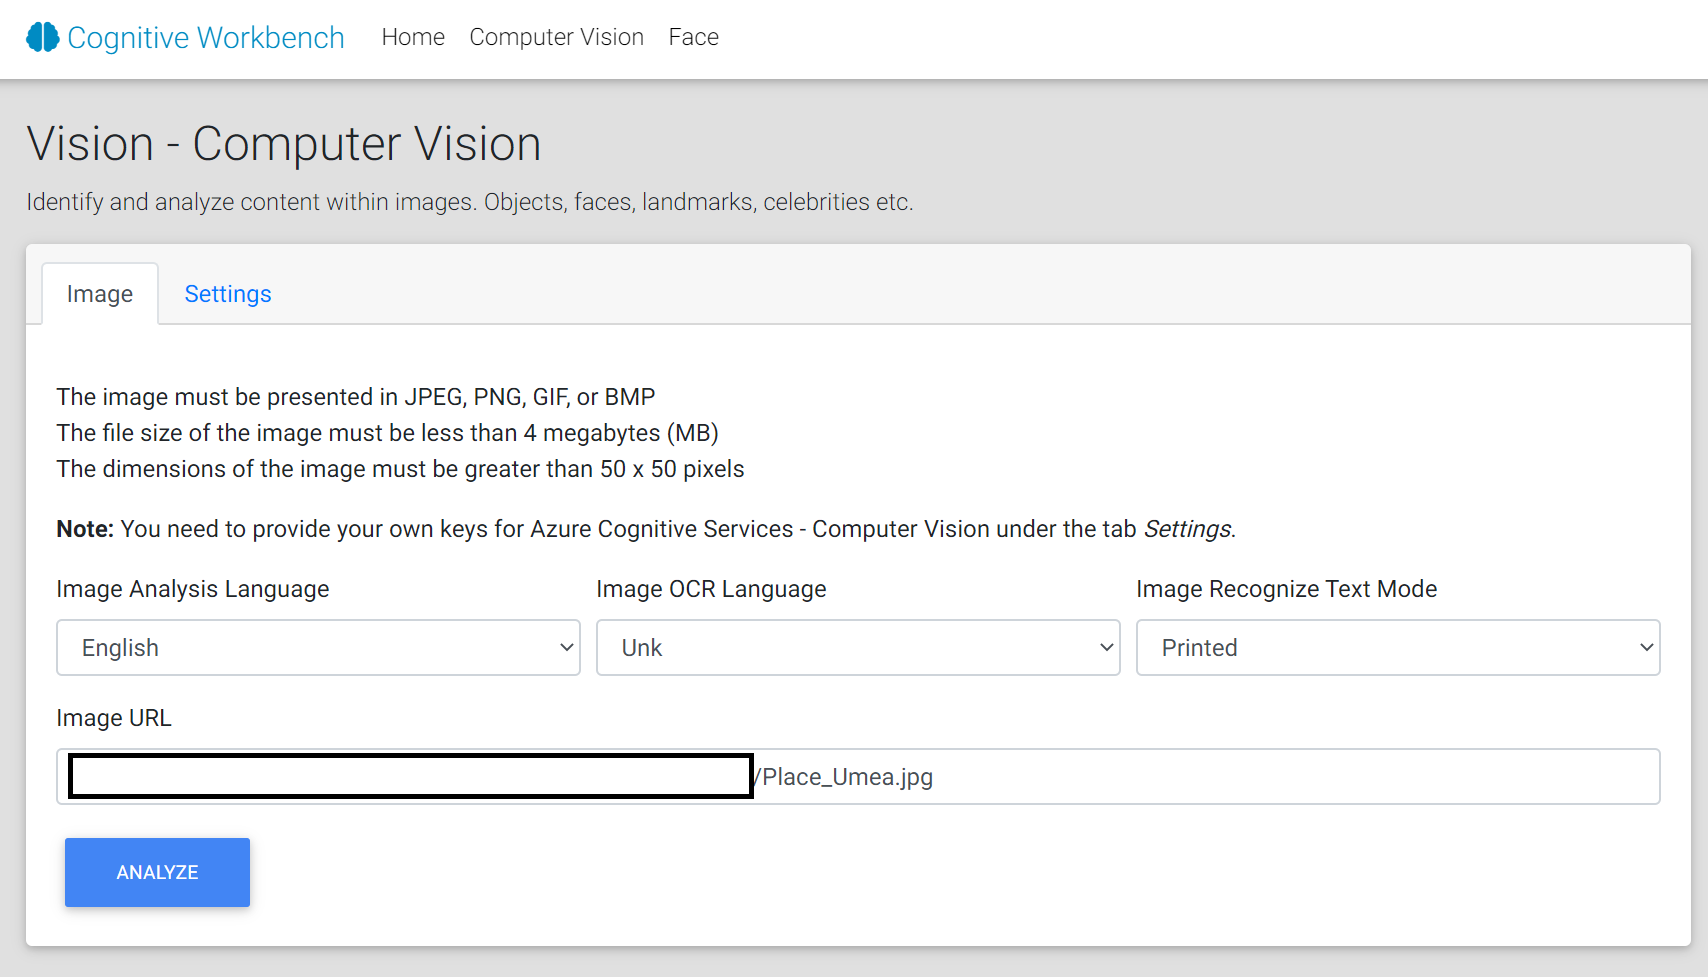 Cognitive Workbench Home Computer Vision Face
Vision - Computer Vision
Identify and analyze content within images. Objects, faces, landmarks, celebrities etc.
Image Settings
The image must be presented in JPEG, PNG, GIF, or BMP
The file size of the image must be less than 4 megabytes (MB)
The dimensions of the image must be greater than 50 x 50 pixels
Note: You need to provide your own keys for Azure Cognitive Services - Computer Vision under the tab Settings.
Image Analysis Language Image OCR Language Image Recognize Text Mode
English Unk Printed
Image URL
/Place_Umea.jpg
ANALYZE